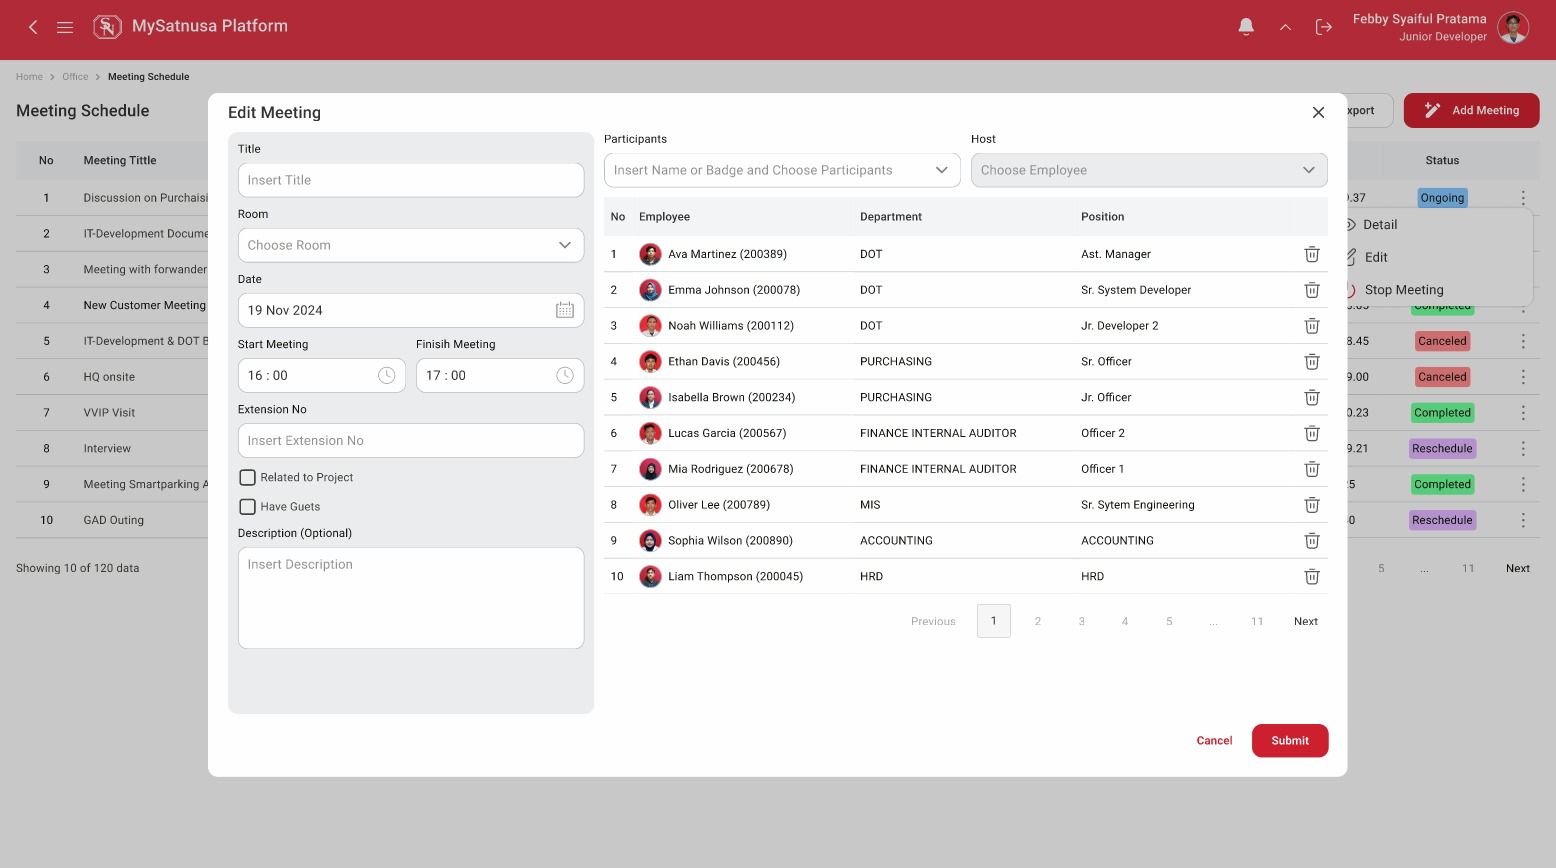 MySatnusa Platform
Febby Syaiful Pratama
Junior Developer
Home > Office > Meeting Schedule
Meeting Schedule
xport
Add Meeting
No Meeting Tittle Status
1 Discussion on Purchaisi 0.37 Ongoing
2 IT-Development Docume
3 Meeting with forwander
4 New Customer Meeting Completed
5 IT-Development & DOT B 8.45 Canceled
6 HQ onsite 9.00 Canceled
7 VVIP Visit 0.23 Completed
8 Interview 9.21 Reschedule
9 Meeting Smartparking A Completed
10 GAD Outing Reschedule
Showing 10 of 120 data
5 ... 11 Next
Detail
Edit
Stop Meeting
Edit Meeting
Title
Insert Title
Room
Choose Room
Date
19 Nov 2024
Start Meeting Finisih Meeting
16 : 00 17 : 00
Extension No
Insert Extension No
Related to Project
Have Guets
Description (Optional)
Insert Description
Participants Host
Insert Name or Badge and Choose Participants Choose Employee
No Employee Department Position
1 Ava Martinez (200389) DOT Ast. Manager
2 Emma Johnson (200078) DOT Sr. System Developer
3 Noah Williams (200112) DOT Jr. Developer 2
4 Ethan Davis (200456) PURCHASING Sr. Officer
5 Isabella Brown (200234) PURCHASING Jr. Officer
6 Lucas Garcia (200567) FINANCE INTERNAL AUDITOR Officer 2
7 Mia Rodriguez (200678) FINANCE INTERNAL AUDITOR Officer 1
8 Oliver Lee (200789) MIS Sr. Sytem Engineering
9 Sophia Wilson (200890) ACCOUNTING ACCOUNTING
10 Liam Thompson (200045) HRD HRD
Previous 1 2 3 4 5 ... 11 Next
Cancel Submit